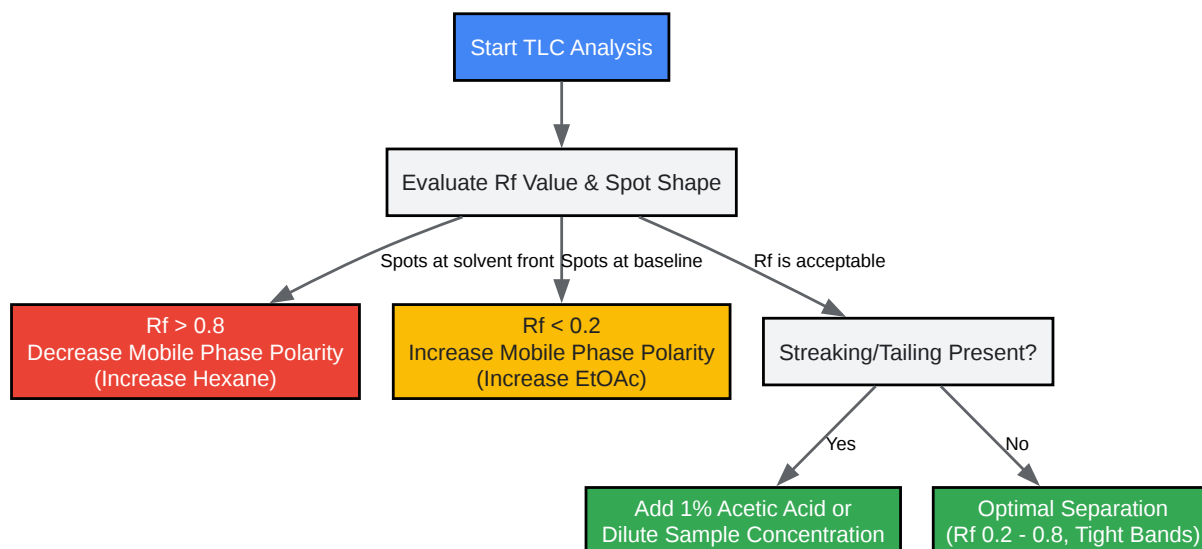 Start TLC Analysis
Evaluate Rf Value & Spot Shape
Spots at solvent front
Spots at baseline
Rf is acceptable
Rf > 0.8
Decrease Mobile Phase Polarity
(Increase Hexane)
Rf < 0.2
Increase Mobile Phase Polarity
(Increase EtOAc)
Streaking/Tailing Present?
Yes
No
Add 1% Acetic Acid or
Dilute Sample Concentration
Optimal Separation
(Rf 0.2 - 0.8, Tight Bands)